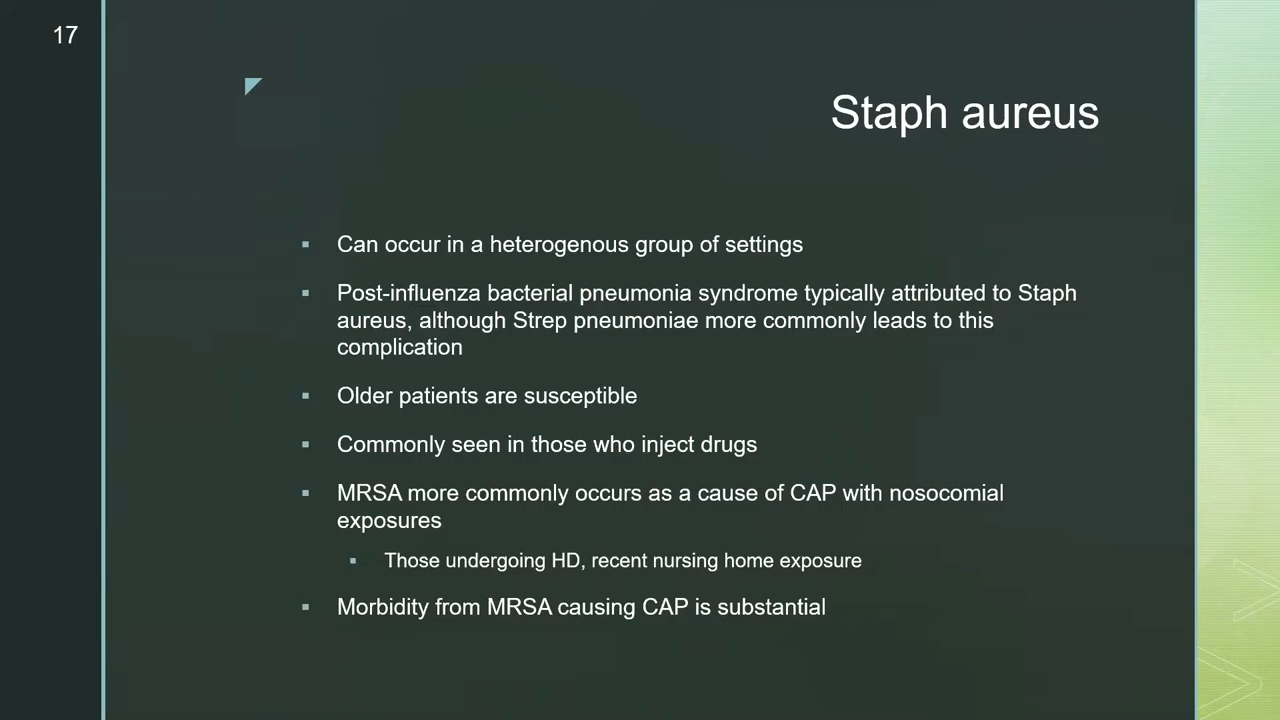 17
Staph aureus
▪ Can occur in a heterogenous group of settings
▪ Post-influenza bacterial pneumonia syndrome typically attributed to Staph
aureus, although Strep pneumoniae more commonly leads to this
complication
▪ Older patients are susceptible
▪ Commonly seen in those who inject drugs
▪ MRSA more commonly occurs as a cause of CAP with nosocomial
exposures
▪ Those undergoing HD, recent nursing home exposure
▪ Morbidity from MRSA causing CAP is substantial